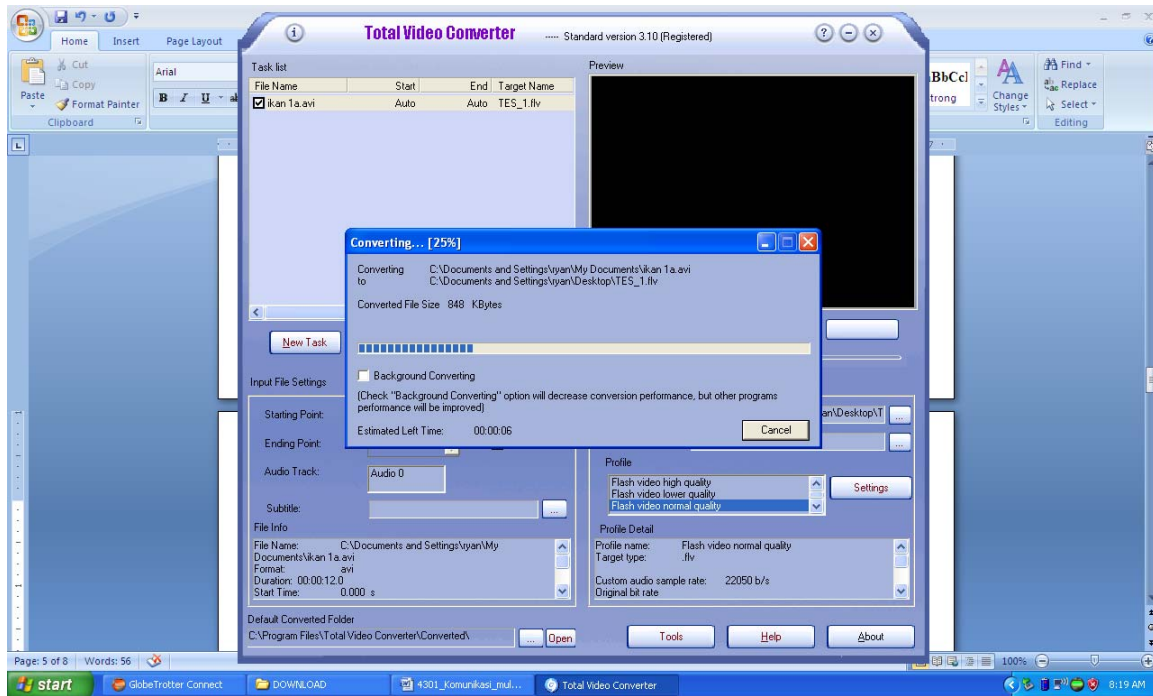 Home Insert Page Layout
Total Video Converter ----- Standard version 3.10 (Registered)
Cut
Copy
Format Painter
Paste
Clipboard
Arial
B I U
Task list
File Name Start End Target Name
ikan 1a.avi Auto Auto TES_1.flv
Preview
BbCcl
trong
Change
Styles
Find
Replace
Select
Editing
Converting... [25%]
Converting C:\Documents and Settings\ryan\My Documents\ikan 1a.avi
to C:\Documents and Settings\ryan\Desktop\TES_1.flv
Converted File Size 848 KBytes
Background Converting
(Check "Background Converting" option will decrease conversion performance, but other programs
performance will be improved)
Estimated Left Time: 00:00:06
Cancel
New Task
Input File Settings
Starting Point:
Ending Point:
Audio Track: Audio 0
Subtitle: ...
an\Desktop\T ...
...
Profile
Flash video high quality
Flash video lower quality
Flash video normal quality
Settings
File Info
File Name: C:\Documents and Settings\ryan\My
Documents\ikan 1a.avi
Format: avi
Duration: 00:00:12.0
Start Time: 0.000 s
Profile Detail
Profile name: Flash video normal quality
Target type: .flv
Custom audio sample rate: 22050 b/s
Original bit rate
Default Converted Folder
C:\Program Files\Total Video Converter\Converted\ ... Open
Tools Help About
Page: 5 of 8 Words: 56 100%
start GlobeTrotter Connect DOWNLOAD 4301_Komunikasi_mul... Total Video Converter 8:19 AM